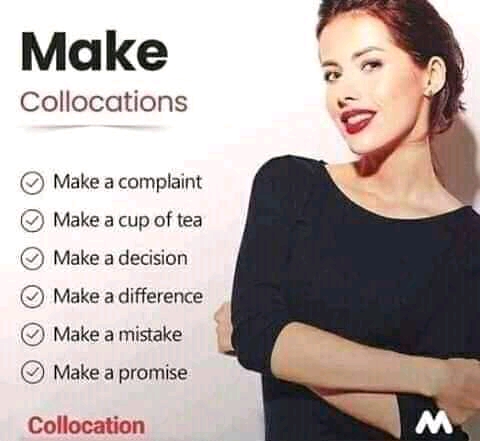 Make
Collocations
Make a complaint
Make a cup of tea
Make a decision
Make a difference
Make a mistake
Make a promise
Collocation
M